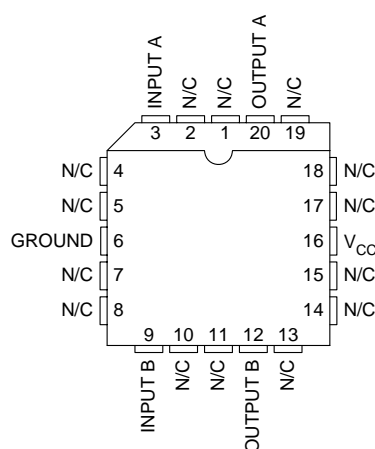 INPUT A
N/C
N/C
OUTPUT A
N/C
3 2 1 20 19
N/C 4 18 N/C
N/C 5 17 N/C
GROUND 6 16 VCC
N/C 7 15 N/C
N/C 8 14 N/C
9 10 11 12 13
INPUT B
N/C
N/C
OUTPUT B
N/C